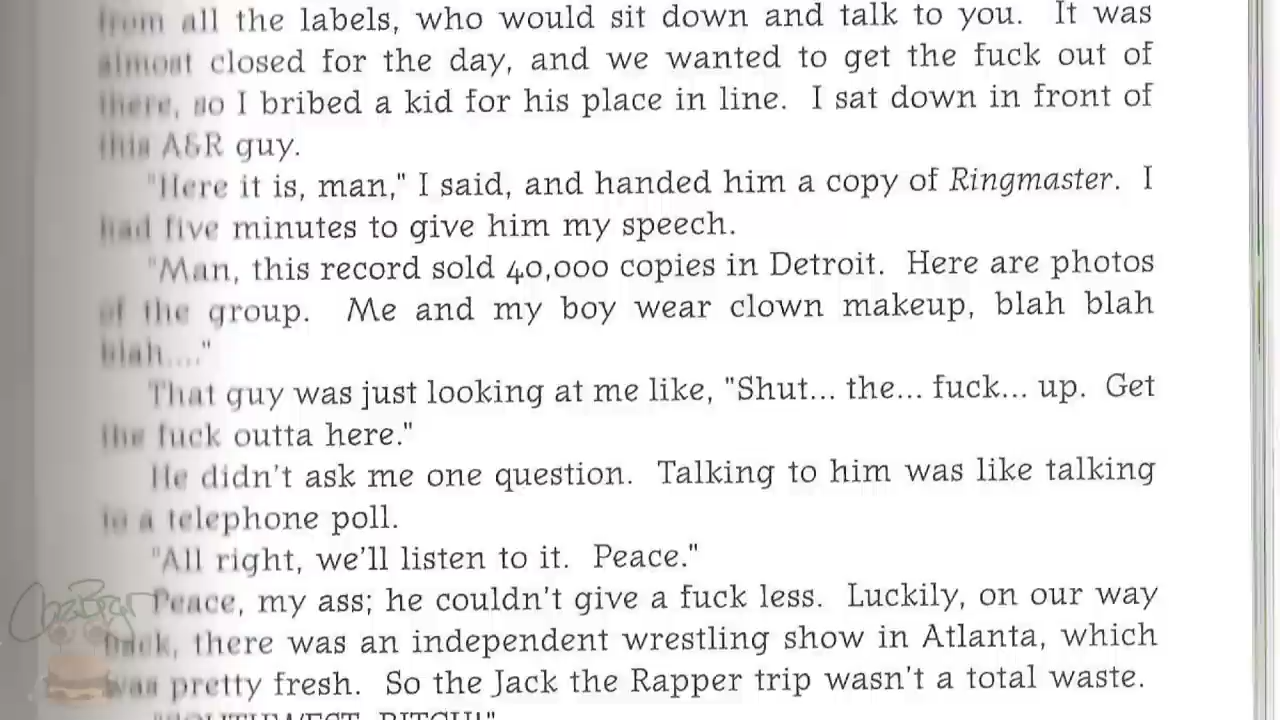 from all the labels, who would sit down and talk to you. It was
almost closed for the day, and we wanted to get the fuck out of
there, so I bribed a kid for his place in line. I sat down in front of
this A&R guy.
"Here it is, man," I said, and handed him a copy of Ringmaster. I
had five minutes to give him my speech.
"Man, this record sold 40,000 copies in Detroit. Here are photos
of the group. Me and my boy wear clown makeup, blah blah
blah...."
That guy was just looking at me like, "Shut... the... fuck... up. Get
the fuck outta here."
He didn't ask me one question. Talking to him was like talking
to a telephone poll.
"All right, we'll listen to it. Peace."
Peace, my ass; he couldn't give a fuck less. Luckily, on our way
back, there was an independent wrestling show in Atlanta, which
was pretty fresh. So the Jack the Rapper trip wasn't a total waste.